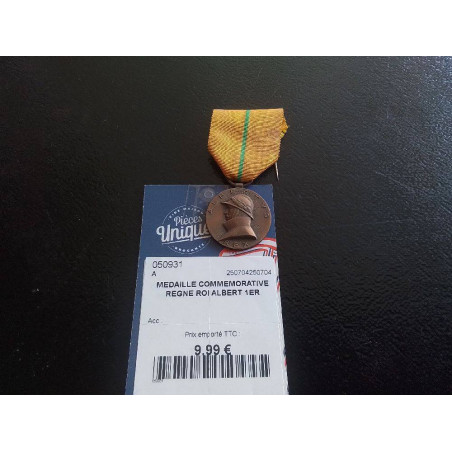 Pièces
Uniques
050931
A 250704250704
MEDAILLE COMMEMORATIVE
REGNE ROI ALBERT 1ER
Acc
Prix emporté TTC :
9,99 €